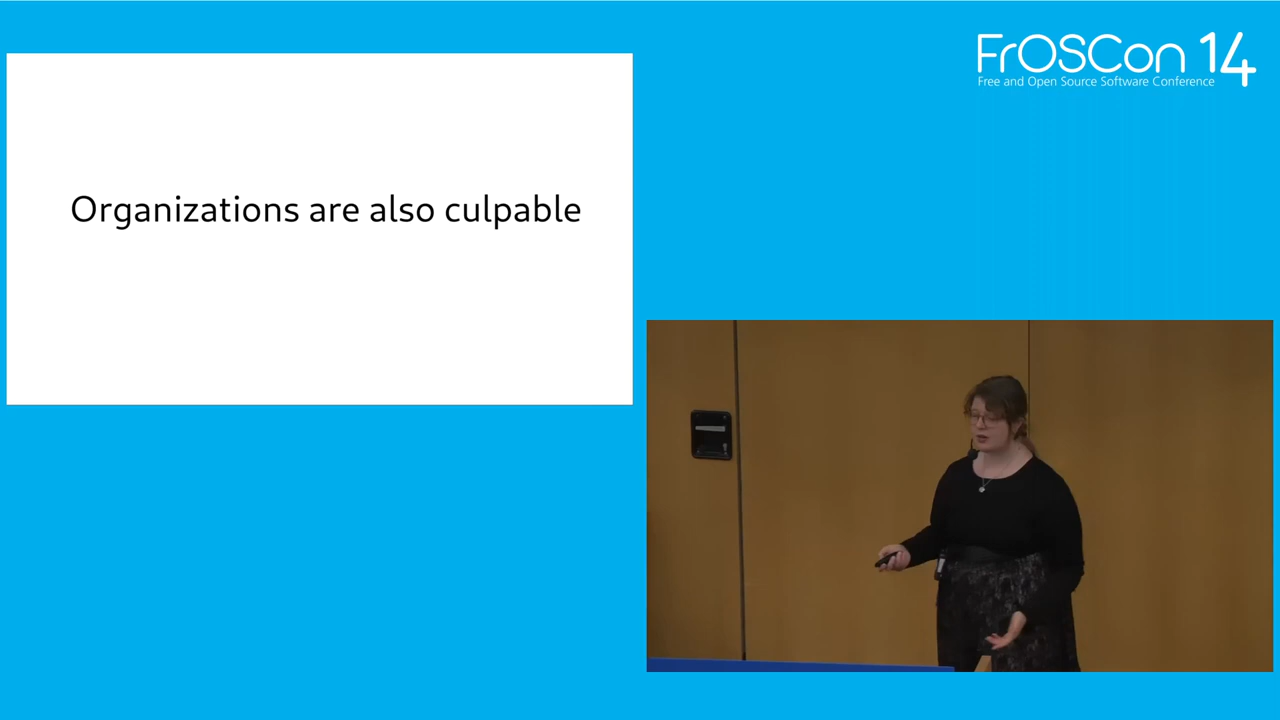 FrOSCon 14
Free and Open Source Software Conference
Organizations are also culpable